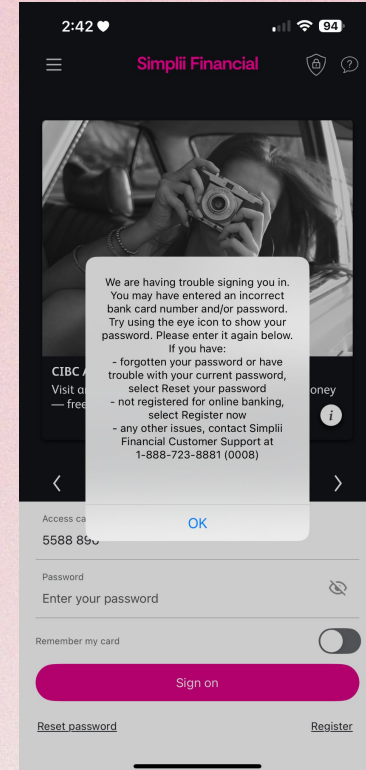 2:42
94
Simplii Financial
We are having trouble signing you in.
You may have entered an incorrect
bank card number and/or password.
Try using the eye icon to show your
password. Please enter it again below.
If you have:
- forgotten your password or have
trouble with your current password,
select Reset your password
- not registered for online banking,
select Register now
- any other issues, contact Simplii
Financial Customer Support at
1-888-723-8881 (0008)
OK
CIBC
Visit
oney
— free
i
Access
5588
Password
Enter your password
Remember my card
Sign on
Reset password
Register